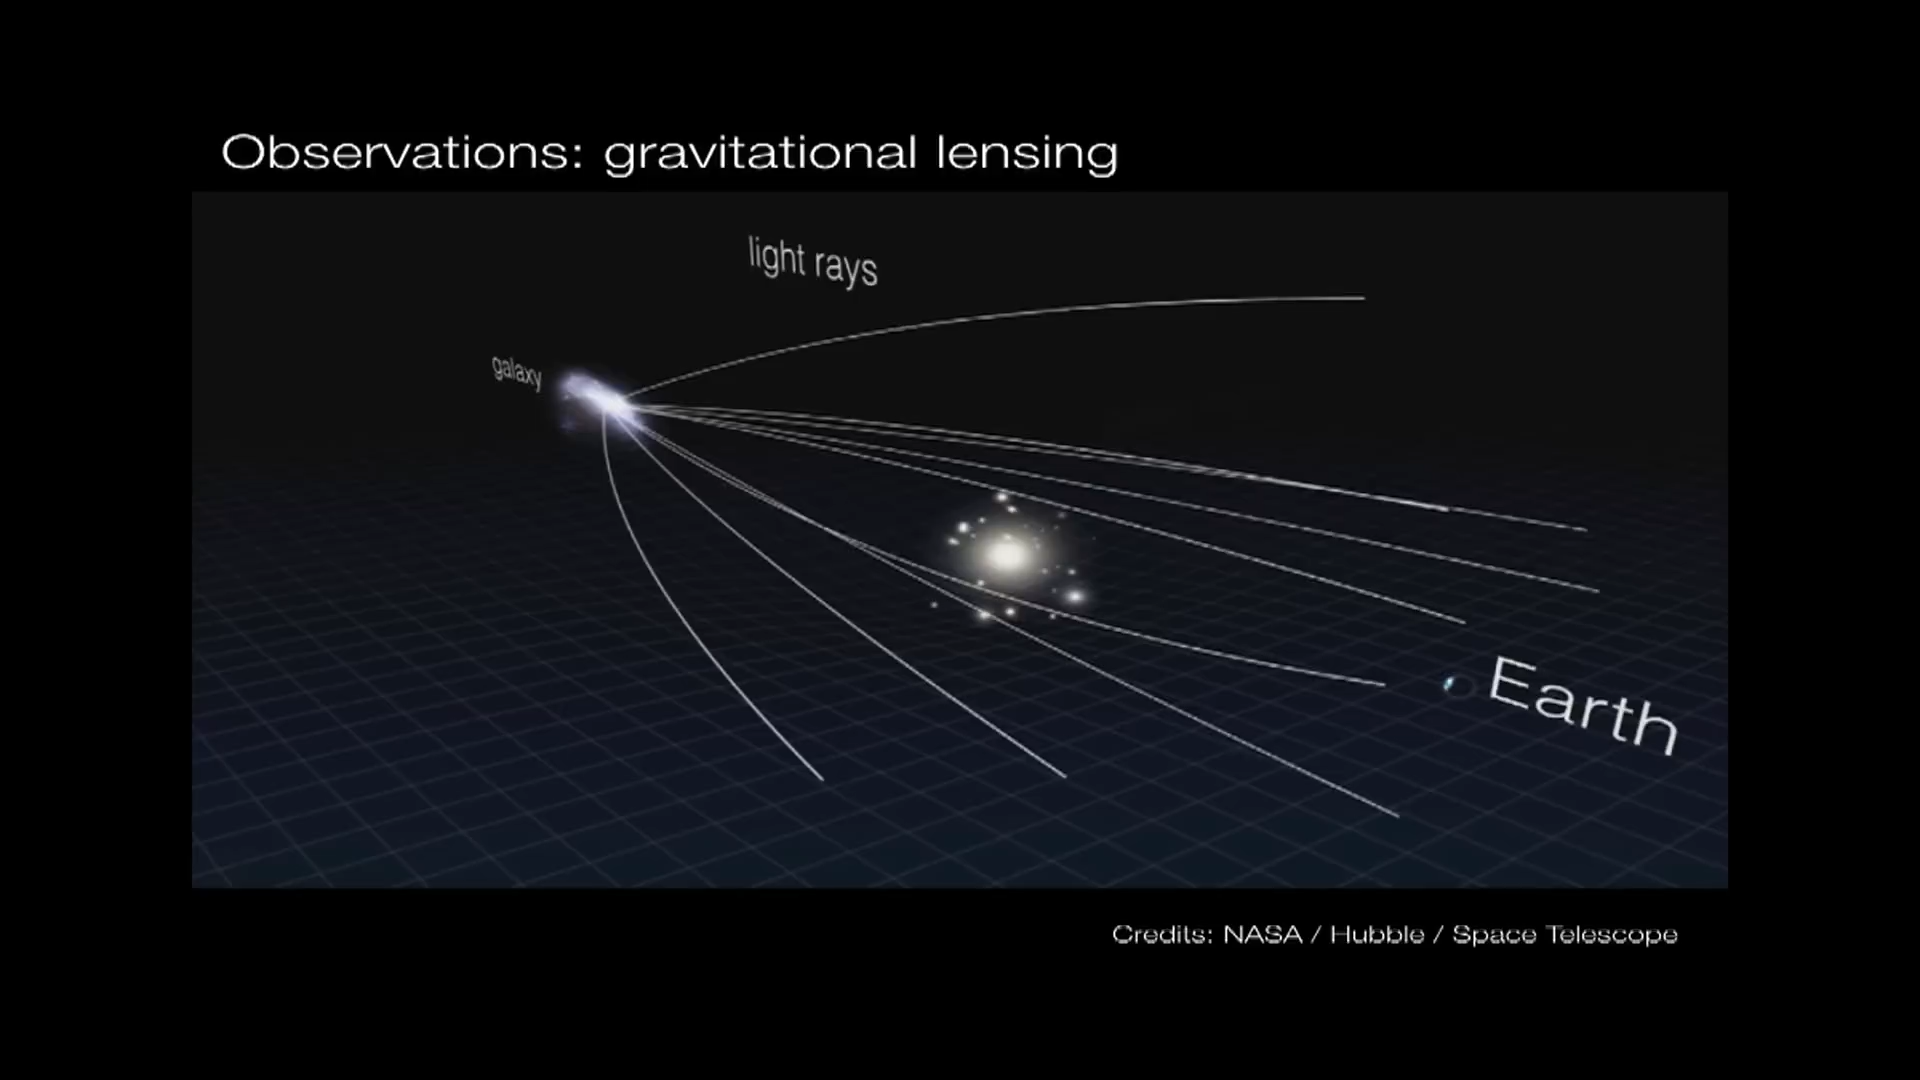 Observations: gravitational lensing
light rays
galaxy
Earth
Credits: NASA / Hubble / Space Telescope